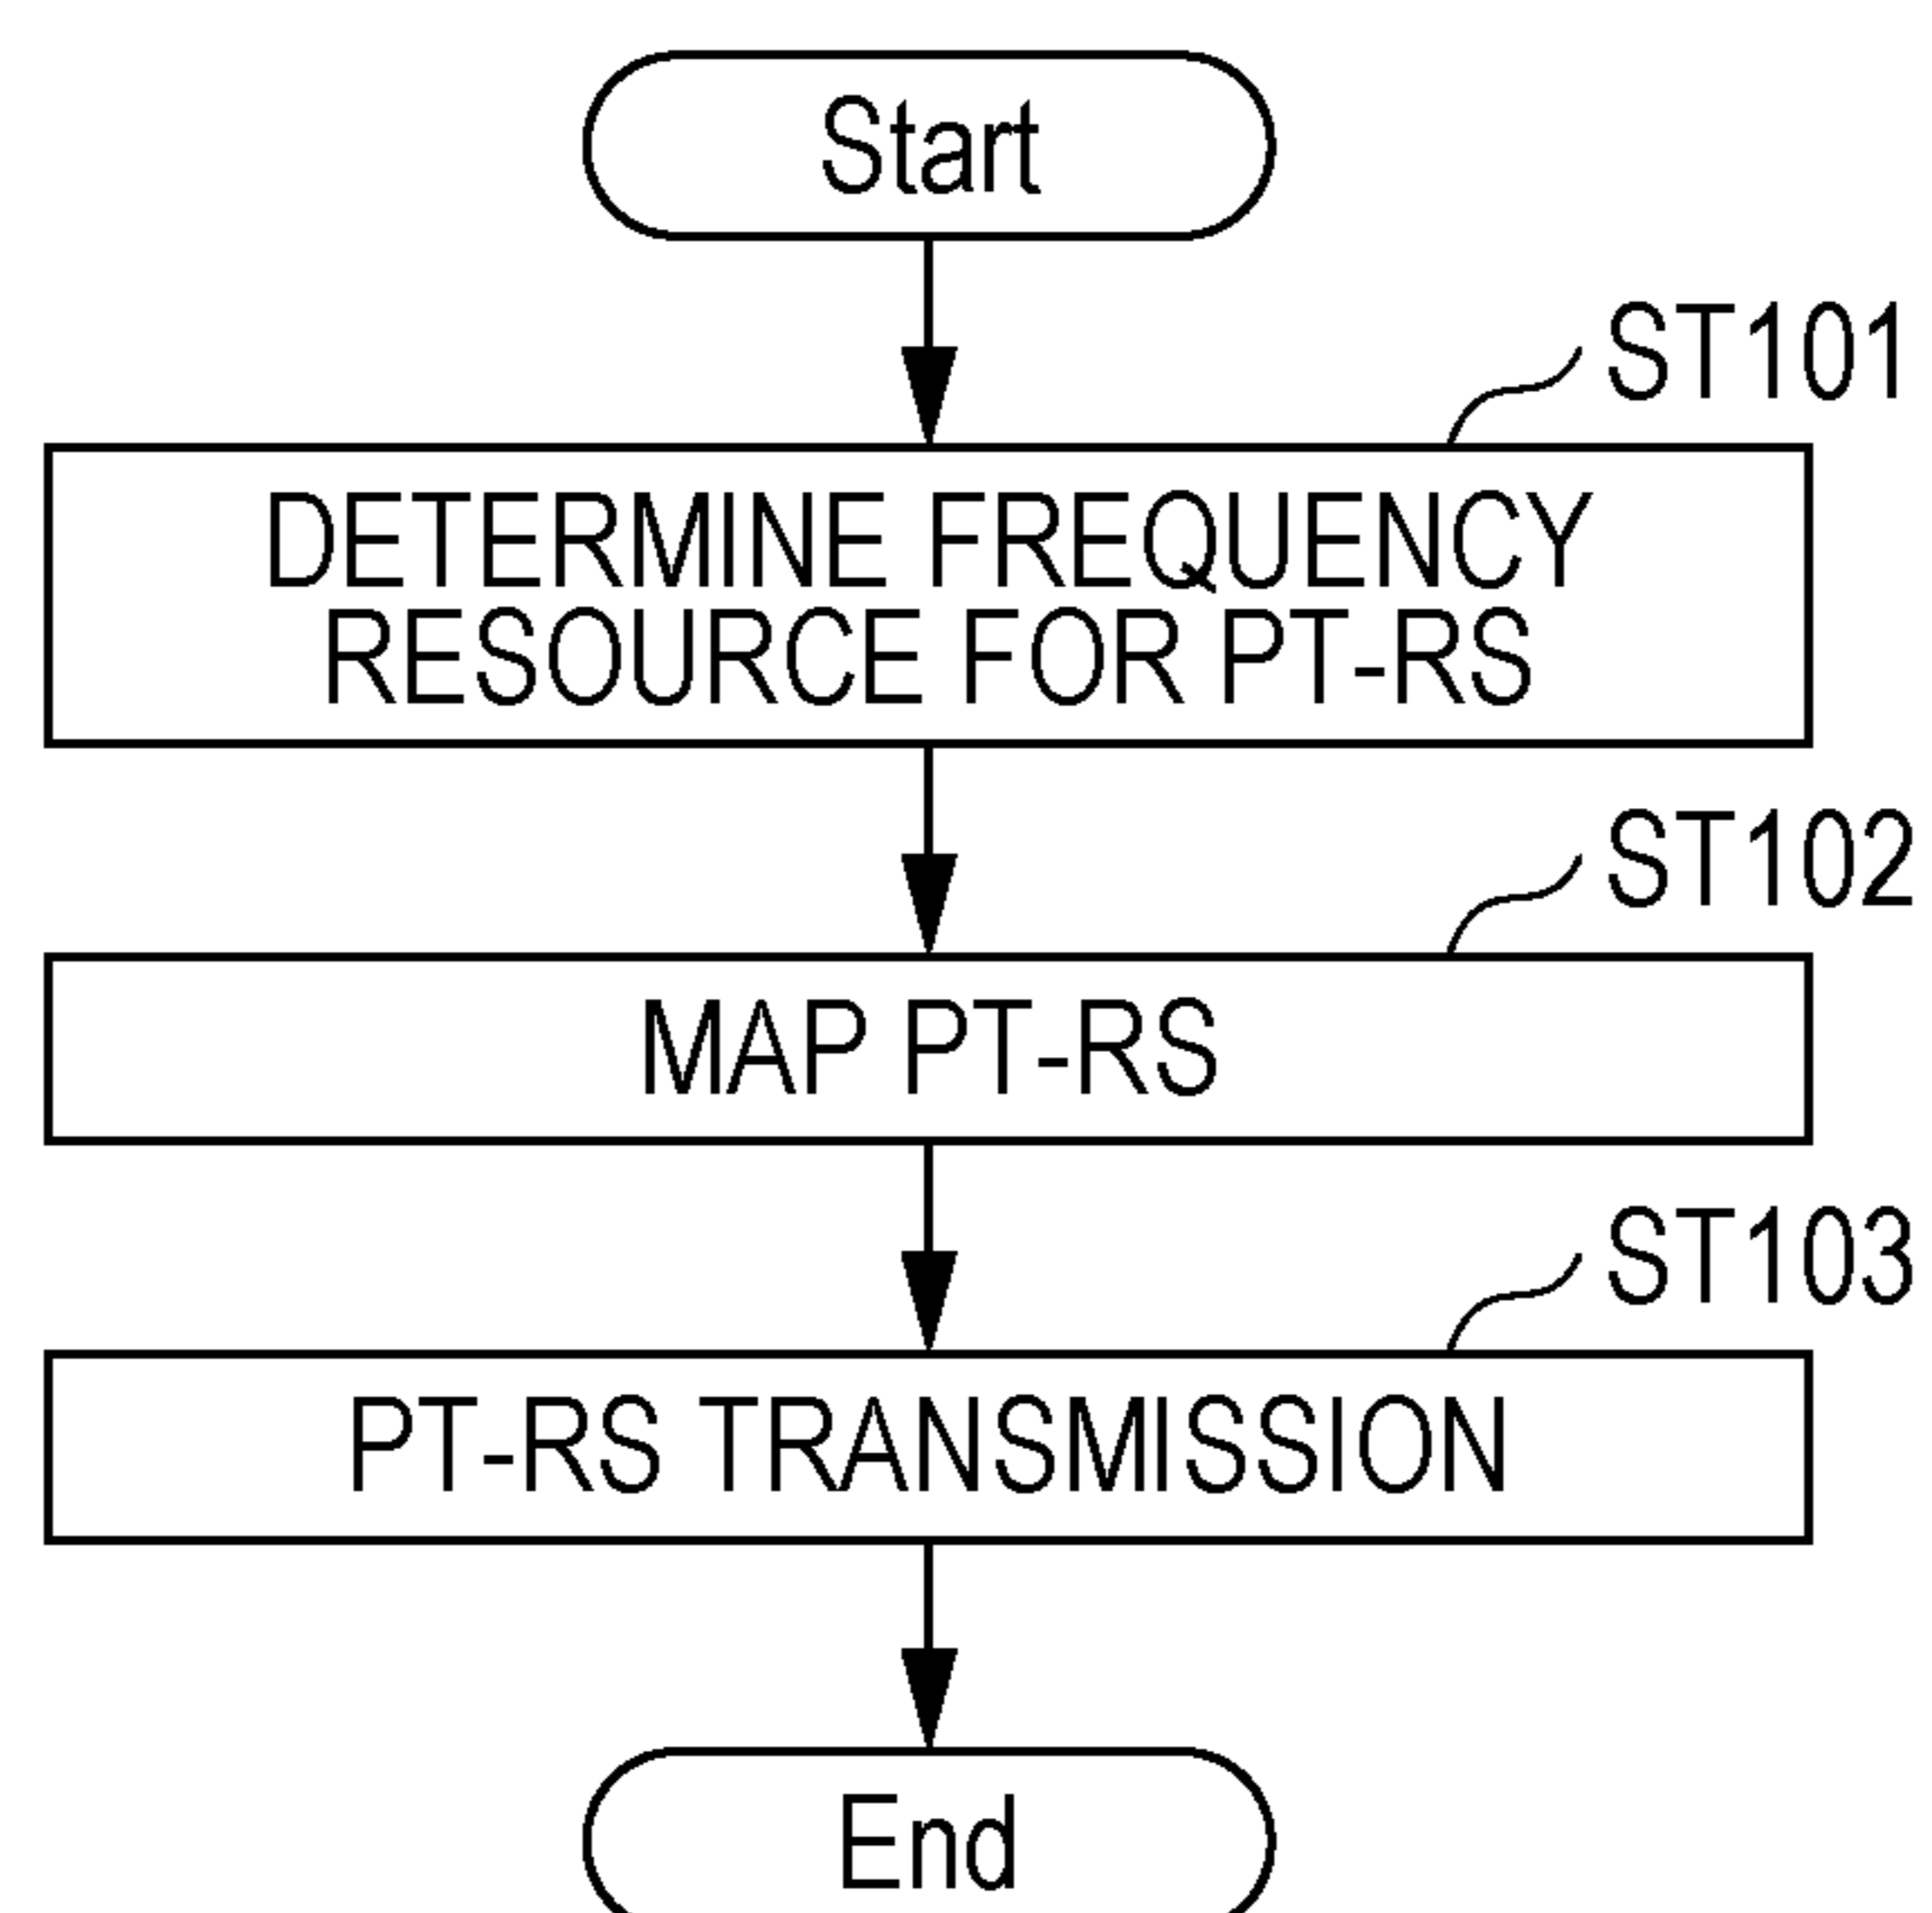 Start
ST101
DETERMINE FREQUENCY
RESOURCE FOR PT-RS
ST102
MAP PT-RS
ST103
PT-RS TRANSMISSION
End